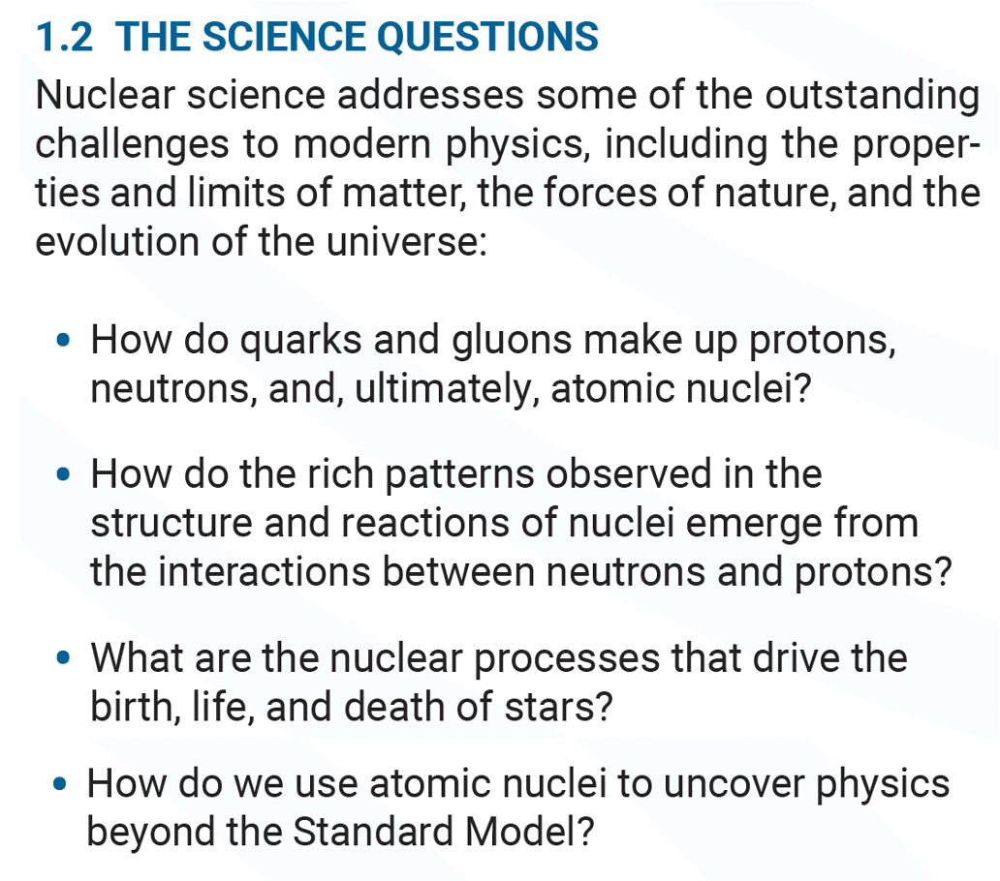 1.2 THE SCIENCE QUESTIONS
Nuclear science addresses some of the outstanding
challenges to modern physics, including the proper-
ties and limits of matter, the forces of nature, and the
evolution of the universe:
• How do quarks and gluons make up protons,
neutrons, and, ultimately, atomic nuclei?
• How do the rich patterns observed in the
structure and reactions of nuclei emerge from
the interactions between neutrons and protons?
• What are the nuclear processes that drive the
birth, life, and death of stars?
• How do we use atomic nuclei to uncover physics
beyond the Standard Model?